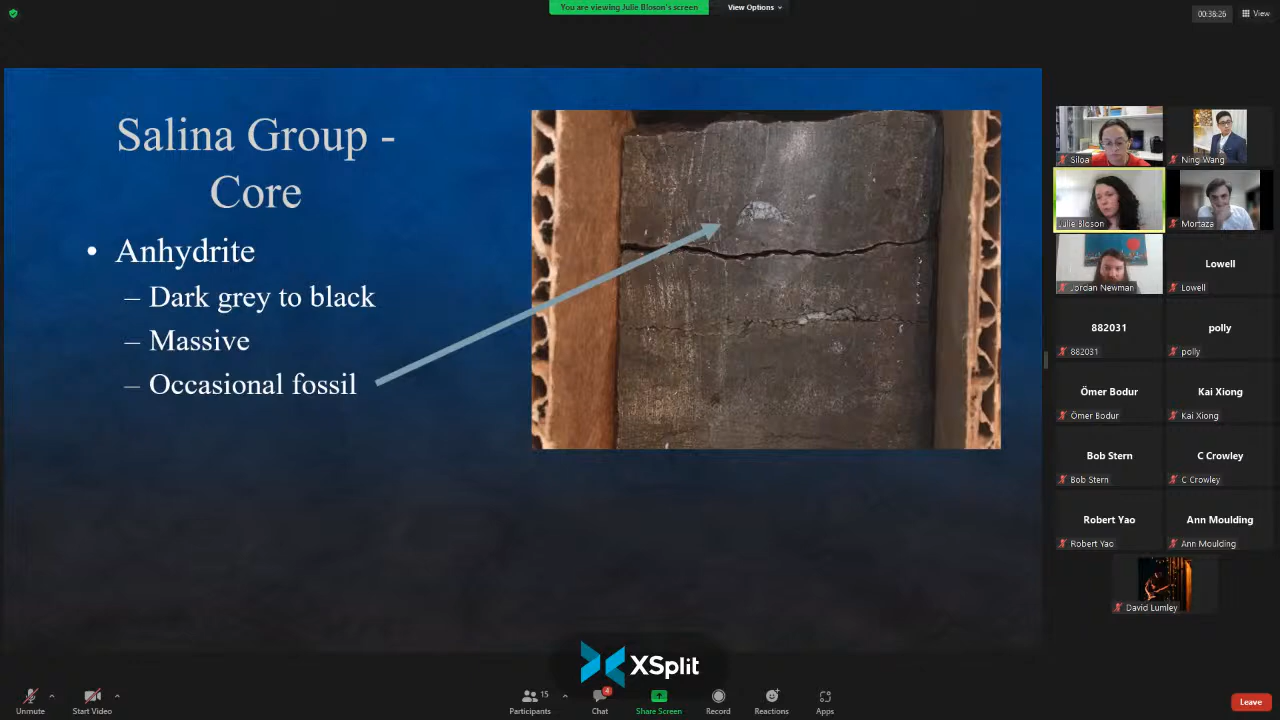 You are viewing Julie Bloson's screen
View Options
00:38:26
View
Salina Group -
Core
• Anhydrite
– Dark grey to black
– Massive
– Occasional fossil
Siloa
Ning Wang
Julie Bloson
Mortaza
Jordan Newman
Lowell
Lowell
882031
882031
polly
polly
Ömer Bodur
Ömer Bodur
Kai Xiong
Kai Xiong
Bob Stern
Bob Stern
C Crowley
C Crowley
Robert Yao
Robert Yao
Ann Moulding
Ann Moulding
David Lumley
XSplit
Unmute
Start Video
15
Participants
4
Chat
Share Screen
Record
Reactions
Apps
Leave